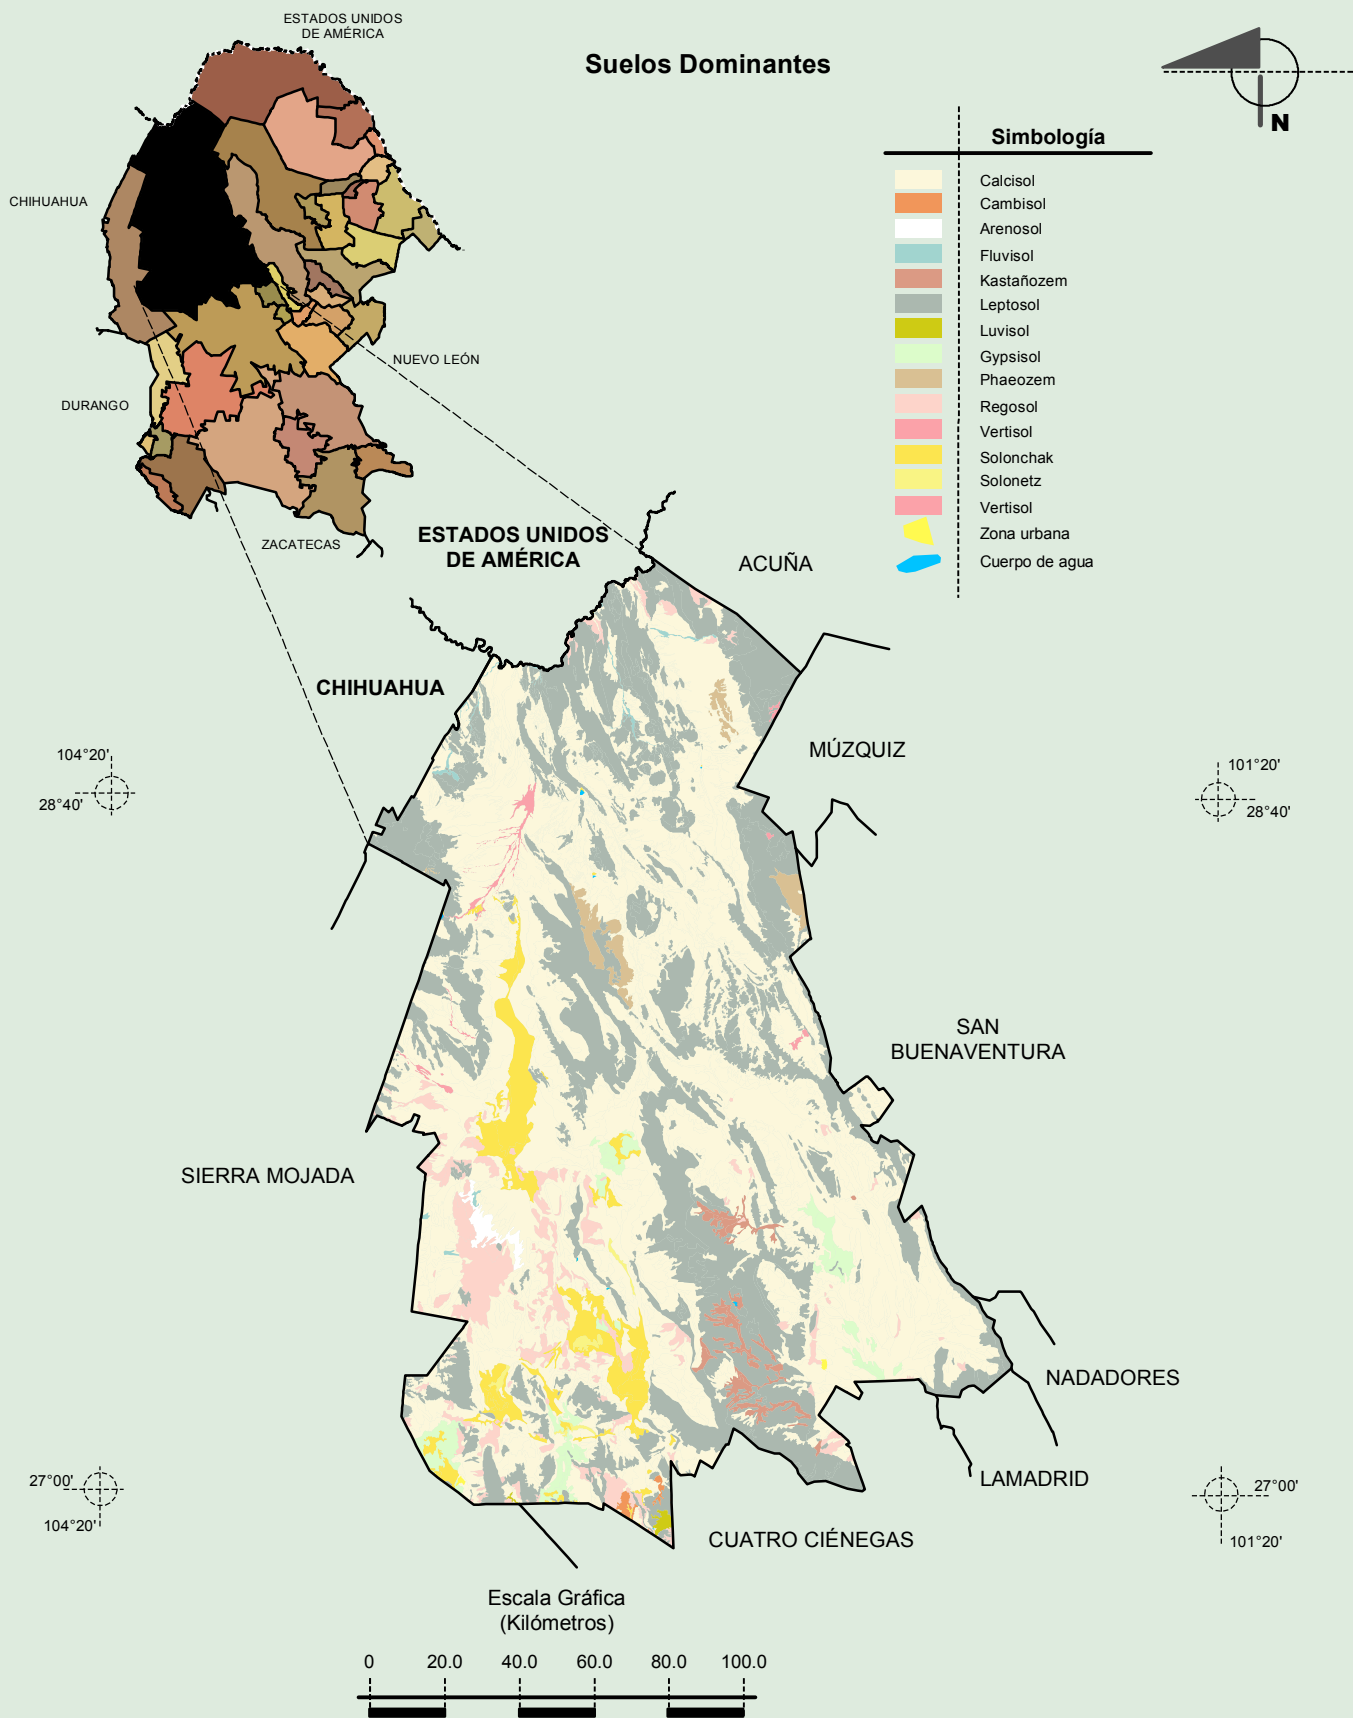 ESTADOS UNIDOS
DE AMÉRICA
Suelos Dominantes
N
Simbología
CHIHUAHUA
Calcisol
Cambisol
Arenosol
Fluvisol
Kastañozem
Leptosol
Luvisol
Gypsisol
Phaeozem
Regosol
Vertisol
Solonchak
Solonetz
Vertisol
Zona urbana
Cuerpo de agua
NUEVO LEÓN
DURANGO
ZACATECAS
ESTADOS UNIDOS
DE AMÉRICA
ACUÑA
CHIHUAHUA
MÚZQUIZ
104°20'
28°40'
101°20'
28°40'
SAN
BUENAVENTURA
SIERRA MOJADA
NADADORES
LAMADRID
27°00'
104°20'
27°00'
101°20'
CUATRO CIÉNEGAS
Escala Gráfica
(Kilómetros)
0 20.0 40.0 60.0 80.0 100.0